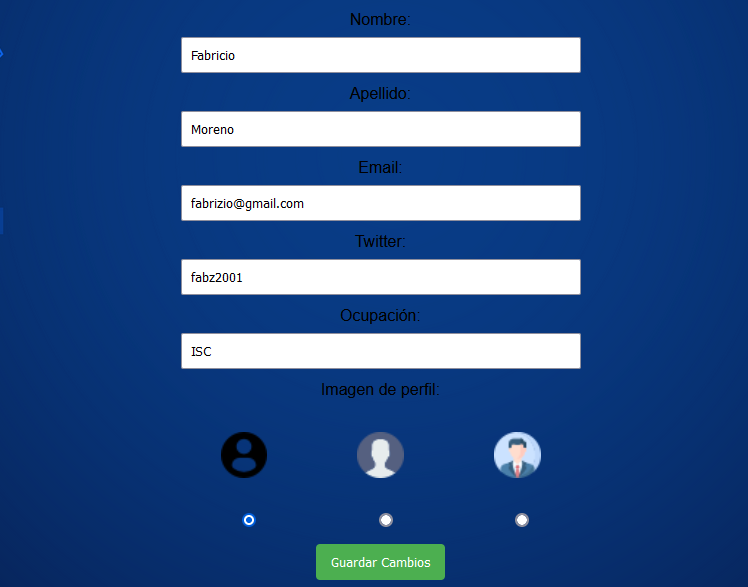 Nombre:
Fabricio
Apellido:
Moreno
Email:
fabrizio@gmail.com
Twitter:
fabz2001
Ocupación:
ISC
Imagen de perfil:
Guardar Cambios